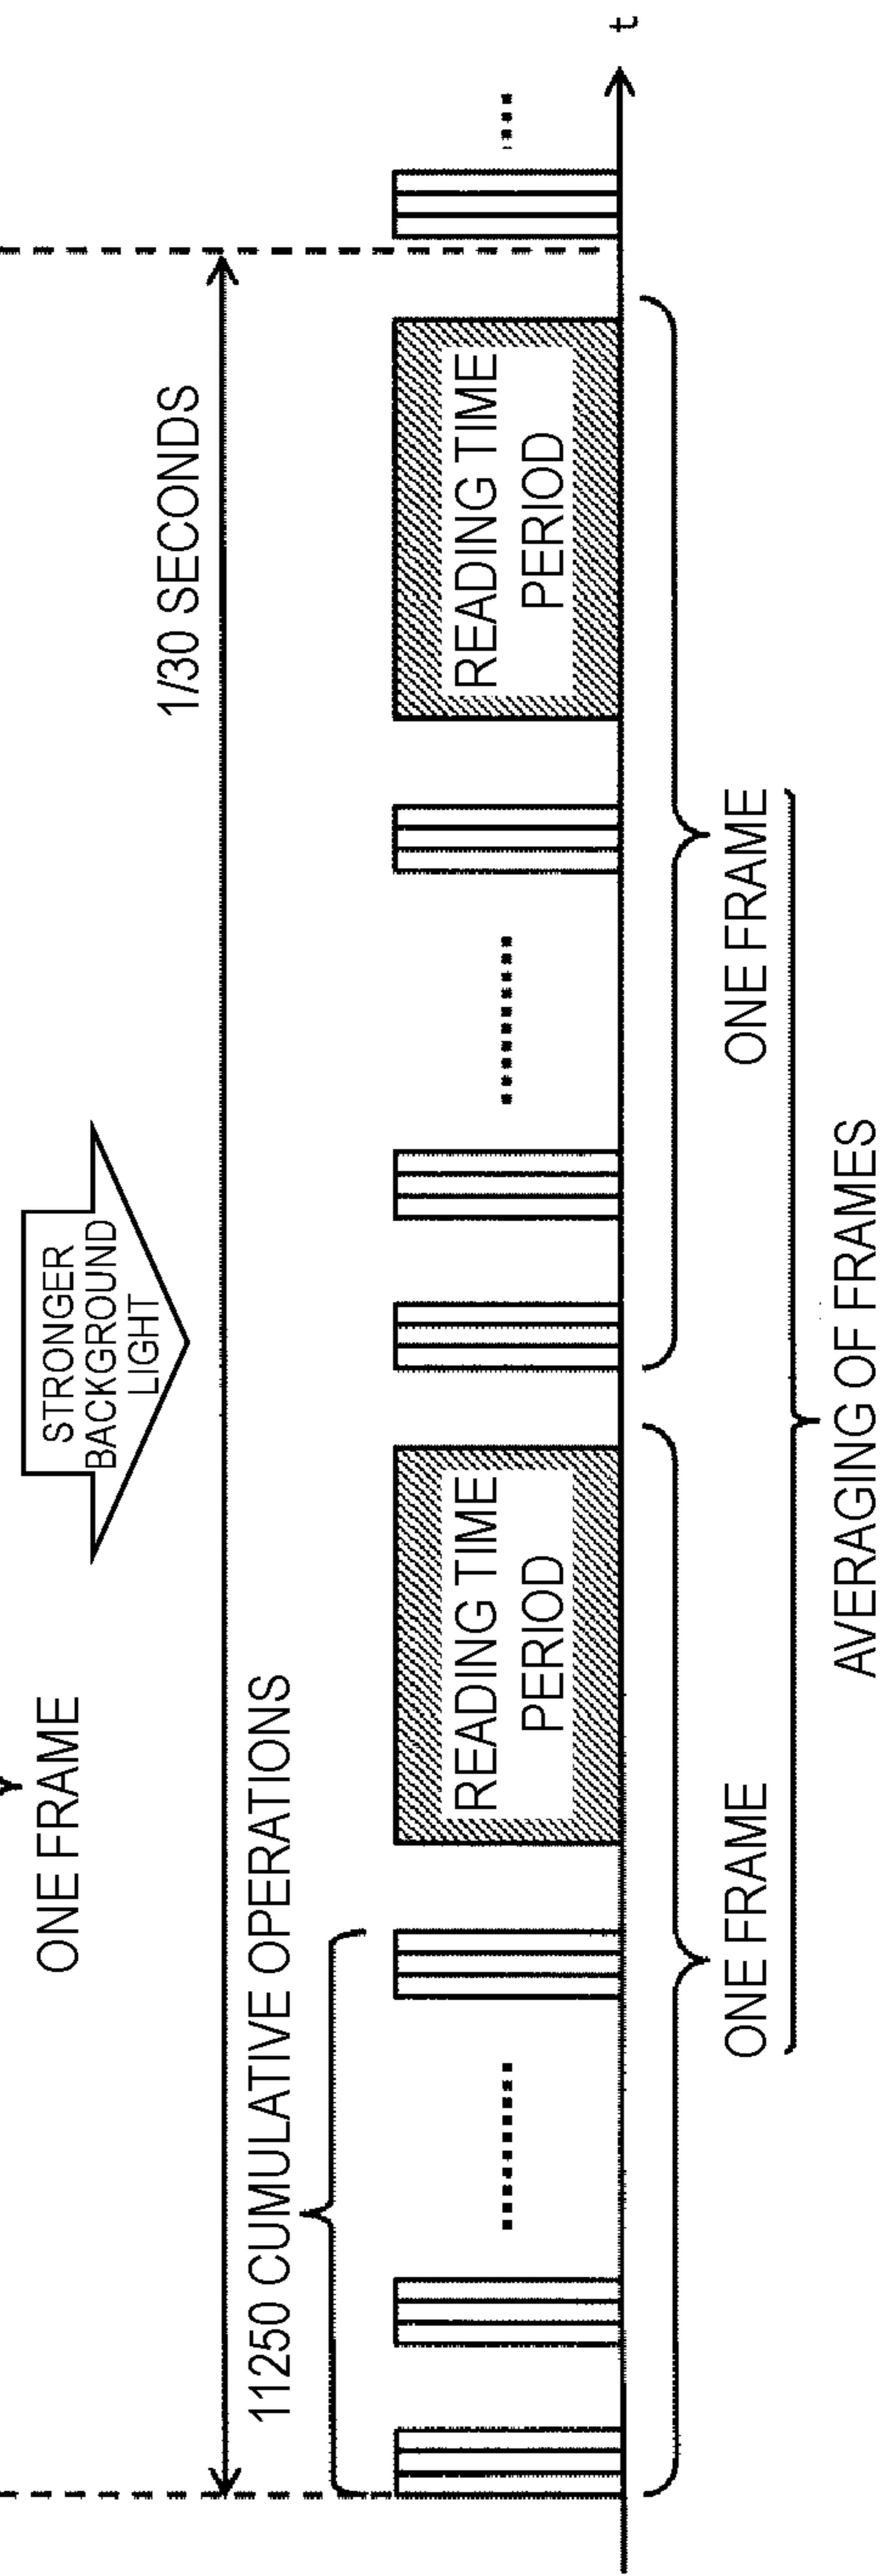 ONE FRAME
STRONGER
BACKGROUND
LIGHT
1/30 SECONDS
11250 CUMULATIVE OPERATIONS
READING TIME
PERIOD
READING TIME
PERIOD
t
ONE FRAME
ONE FRAME
AVERAGING OF FRAMES